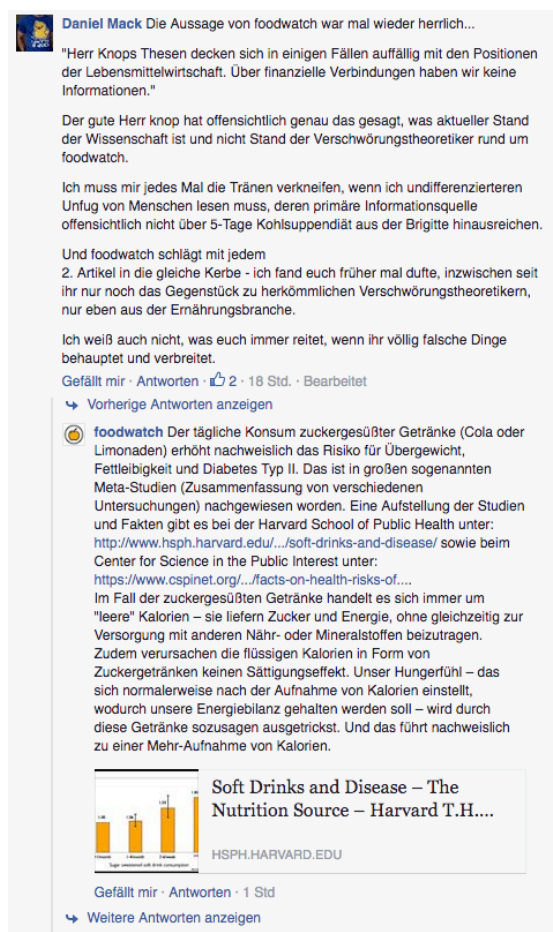 Daniel Mack Die Aussage von foodwatch war mal wieder herrlich...
"Herr Knops Thesen decken sich in einigen Fällen auffällig mit den Positionen
der Lebensmittelwirtschaft. Über finanzielle Verbindungen haben wir keine
Informationen."
Der gute Herr knop hat offensichtlich genau das gesagt, was aktueller Stand
der Wissenschaft ist und nicht Stand der Verschwörungstheoretiker rund um
foodwatch.
Ich muss mir jedes Mal die Tränen verkneifen, wenn ich undifferenzierteren
Unfug von Menschen lesen muss, deren primäre Informationsquelle
offensichtlich nicht über 5-Tage Kohlsuppendiät aus der Brigitte hinausreichen.
Und foodwatch schlägt mit jedem
2. Artikel in die gleiche Kerbe - ich fand euch früher mal dufte, inzwischen seit
ihr nur noch das Gegenstück zu herkömmlichen Verschwörungstheoretikern,
nur eben aus der Ernährungsbranche.
Ich weiß auch nicht, was euch immer reitet, wenn ihr völlig falsche Dinge
behauptet und verbreitet.
Gefällt mir · Antworten · 2 · 18 Std. · Bearbeitet
Vorherige Antworten anzeigen
foodwatch Der tägliche Konsum zuckergesüßter Getränke (Cola oder
Limonaden) erhöht nachweislich das Risiko für Übergewicht,
Fettleibigkeit und Diabetes Typ II. Das ist in großen sogenannten
Meta-Studien (Zusammenfassung von verschiedenen
Untersuchungen) nachgewiesen worden. Eine Aufstellung der Studien
und Fakten gibt es bei der Harvard School of Public Health unter:
http://www.hsph.harvard.edu/.../soft-drinks-and-disease/ sowie beim
Center for Science in the Public Interest unter:
https://www.cspinet.org/.../facts-on-health-risks-of....
Im Fall der zuckergesüßten Getränke handelt es sich immer um
"leere" Kalorien – sie liefern Zucker und Energie, ohne gleichzeitig zur
Versorgung mit anderen Nähr- oder Mineralstoffen beizutragen.
Zudem verursachen die flüssigen Kalorien in Form von
Zuckergetränken keinen Sättigungseffekt. Unser Hungerfühl – das
sich normalerweise nach der Aufnahme von Kalorien einstellt,
wodurch unsere Energiebilanz gehalten werden soll – wird durch
diese Getränke sozusagen ausgetrickst. Und das führt nachweislich
zu einer Mehr-Aufnahme von Kalorien.
Soft Drinks and Disease – The
Nutrition Source – Harvard T.H....
HSPH.HARVARD.EDU
Gefällt mir · Antworten · 1 Std
Weitere Antworten anzeigen